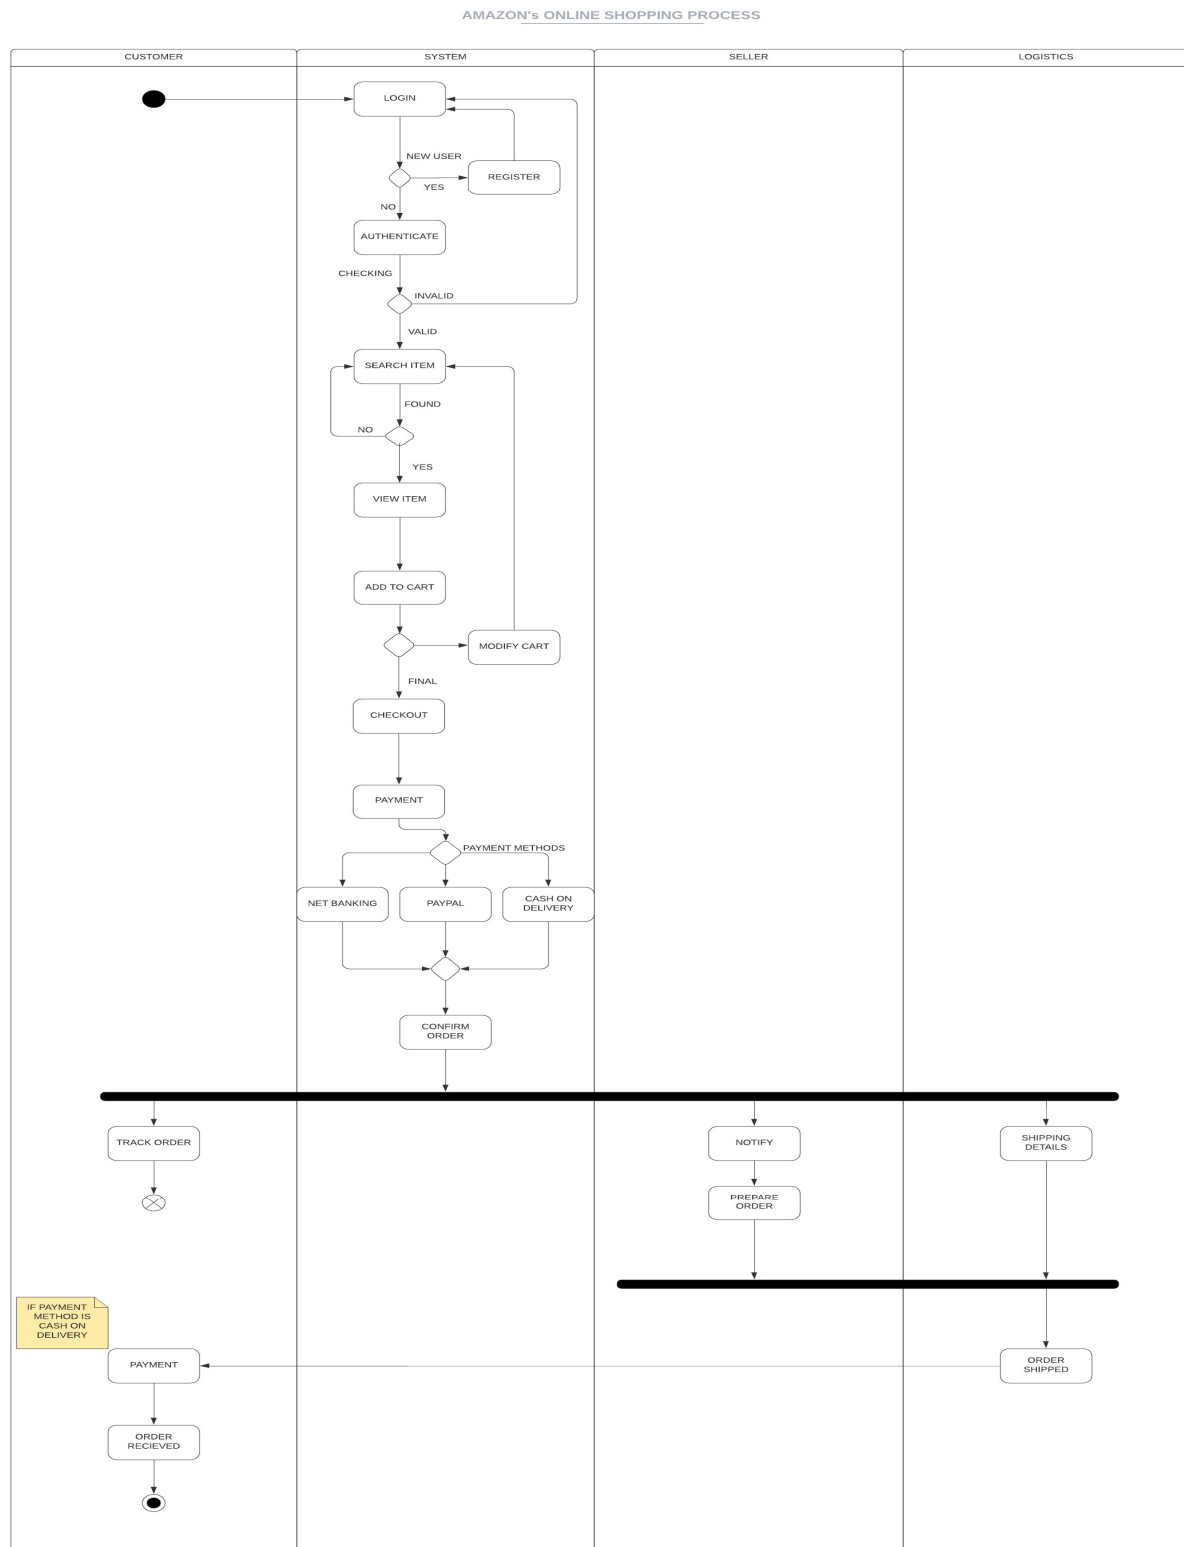 AMAZON's ONLINE SHOPPING PROCESS
CUSTOMER
SYSTEM
SELLER
LOGISTICS
LOGIN
NEW USER
REGISTER
YES
NO
AUTHENTICATE
CHECKING
INVALID
VALID
SEARCH ITEM
FOUND
NO
YES
VIEW ITEM
ADD TO CART
MODIFY CART
FINAL
CHECKOUT
PAYMENT
PAYMENT METHODS
NET BANKING
PAYPAL
CASH ON
DELIVERY
CONFIRM
ORDER
TRACK ORDER
NOTIFY
SHIPPING
DETAILS
PREPARE
ORDER
IF PAYMENT
METHOD IS
CASH ON
DELIVERY
PAYMENT
ORDER
SHIPPED
ORDER
RECIEVED